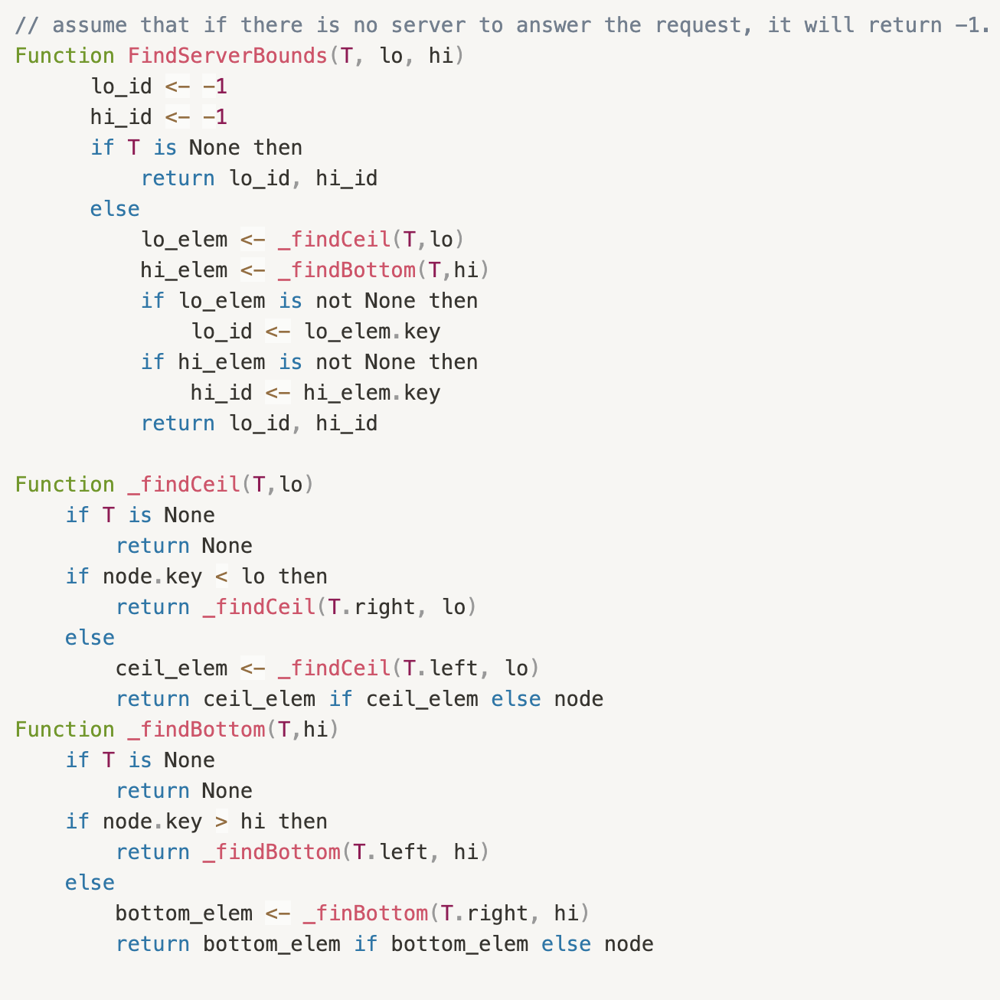 // assume that if there is no server to answer the request, it will return -1.
Function FindServerBounds(T, lo, hi)
lo_id <- -1
hi_id <- -1
if T is None then
return lo_id, hi_id
else
lo_elem <- _findCeil(T,lo)
hi_elem <- _findBottom(T,hi)
if lo_elem is not None then
lo_id <- lo_elem.key
if hi_elem is not None then
hi_id <- hi_elem.key
return lo_id, hi_id
Function _findCeil(T,lo)
if T is None
return None
if node.key < lo then
return _findCeil(T.right, lo)
else
ceil_elem <- _findCeil(T.left, lo)
return ceil_elem if ceil_elem else node
Function _findBottom(T,hi)
if T is None
return None
if node.key > hi then
return _findBottom(T.left, hi)
else
bottom_elem <- _finBottom(T.right, hi)
return bottom_elem if bottom_elem else node